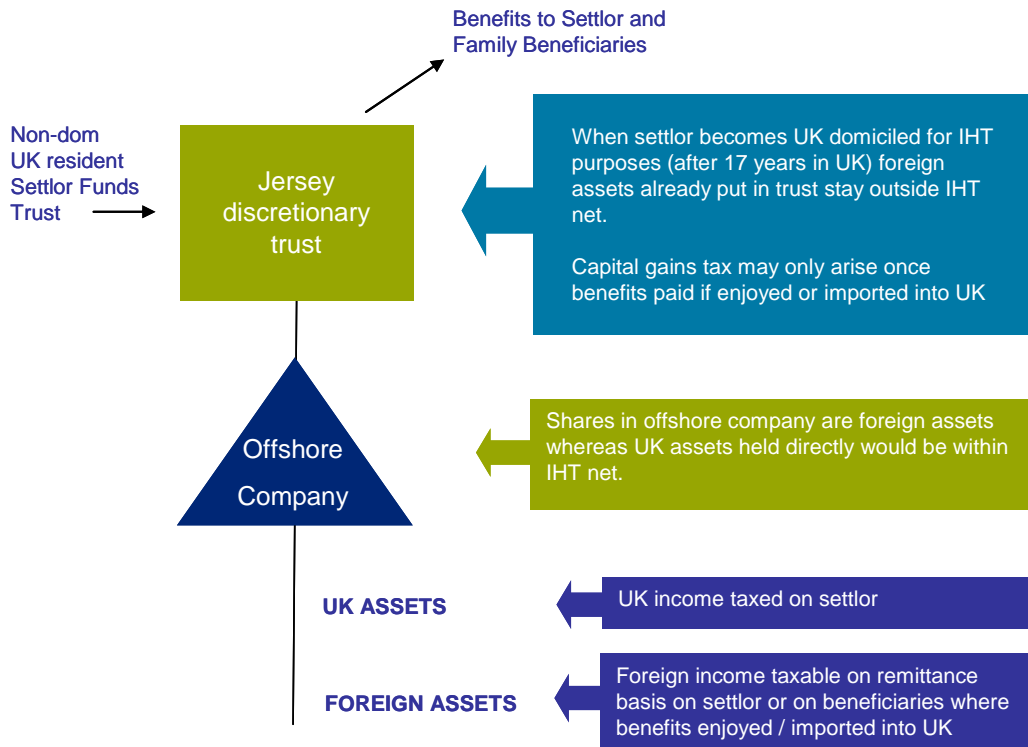 Benefits to Settlor and
Family Beneficiaries
Non-dom
UK resident
Settlor Funds
Trust
Jersey
discretionary
trust
When settlor becomes UK domiciled for IHT
purposes (after 17 years in UK) foreign
assets already put in trust stay outside IHT
net.
Capital gains tax may only arise once
benefits paid if enjoyed or imported into UK
Offshore
Company
Shares in offshore company are foreign assets
whereas UK assets held directly would be within
IHT net.
UK ASSETS
UK income taxed on settlor
FOREIGN ASSETS
Foreign income taxable on remittance
basis on settlor or on beneficiaries where
benefits enjoyed / imported into UK